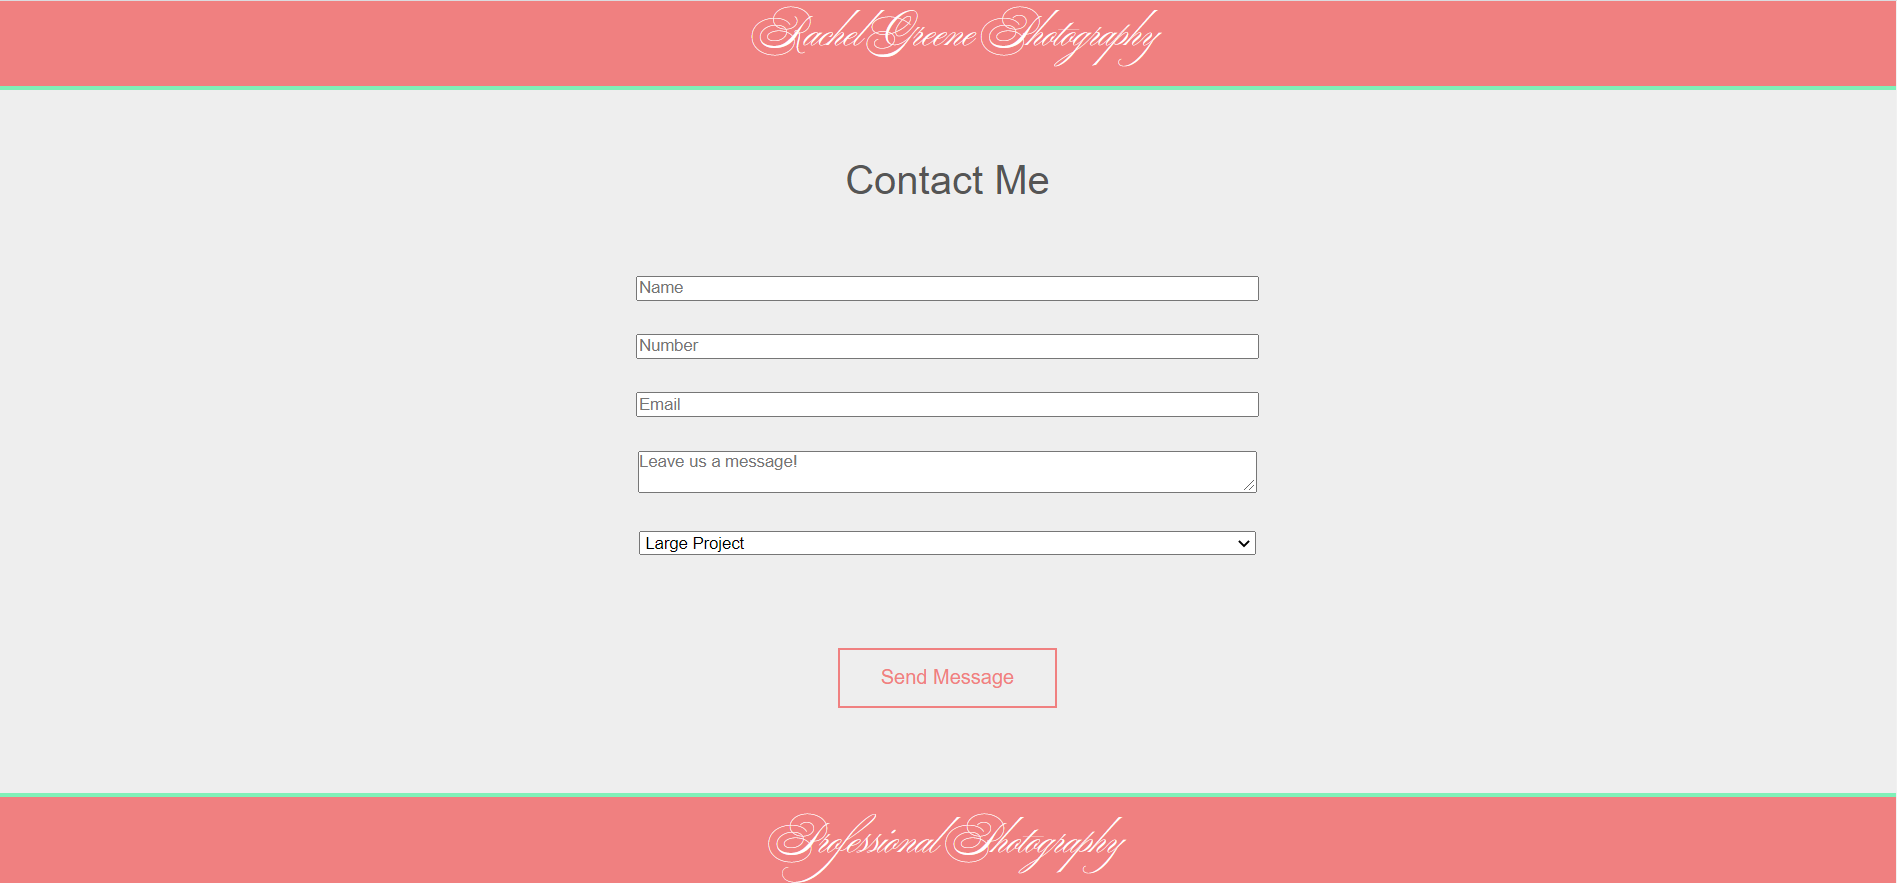 Rachel Greene Photography
Contact Me
Name
Number
Email
Leave us a message!
Large Project
Send Message
Professional Photography